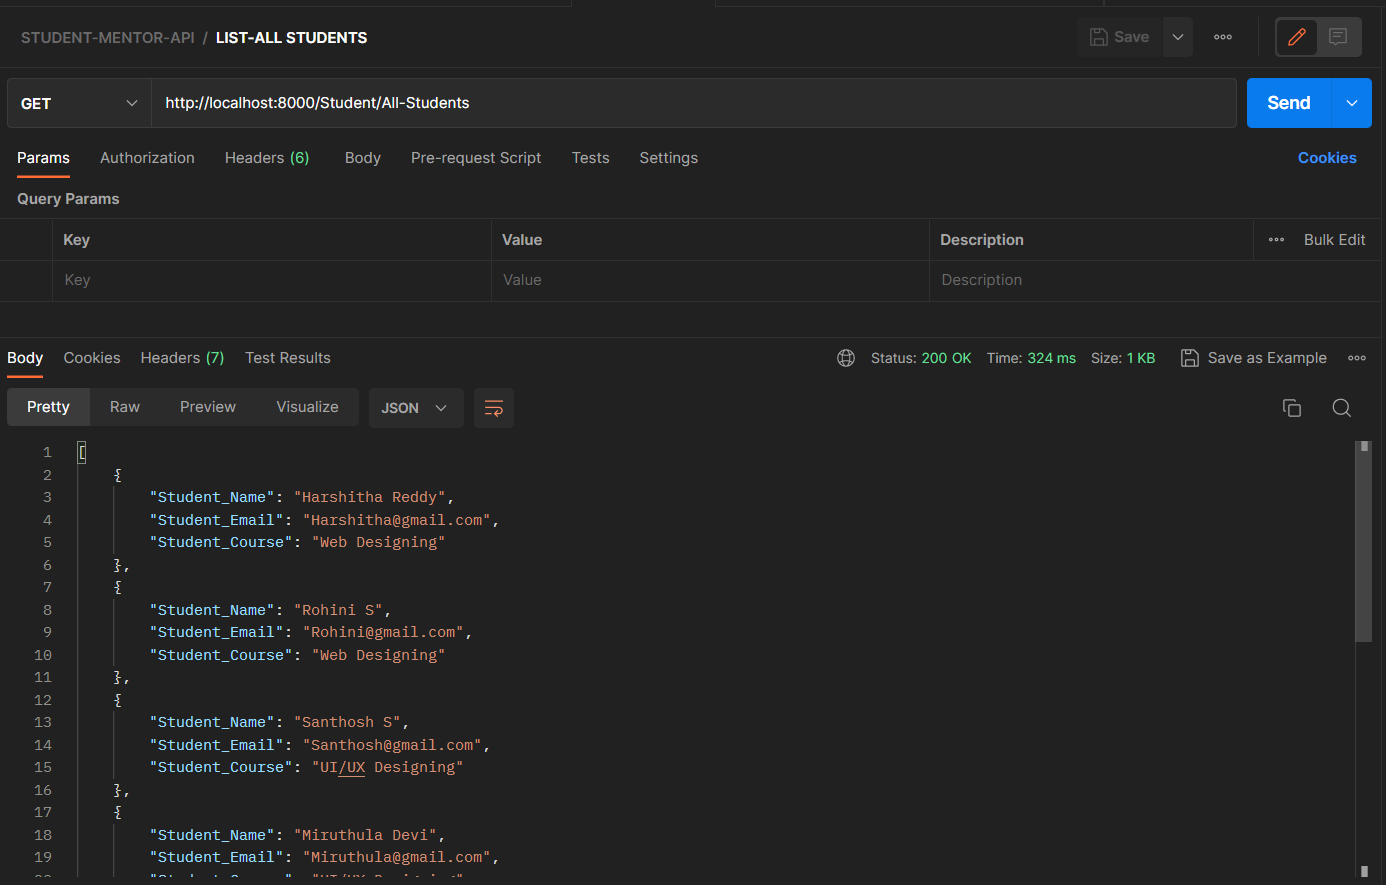 STUDENT-MENTOR-API / LIST-ALL STUDENTS Save
GET http://localhost:8000/Student/All-Students Send
Params Authorization Headers (6) Body Pre-request Script Tests Settings Cookies
Query Params
Key Value Description Bulk Edit
Key Value Description
Body Cookies Headers (7) Test Results Status: 200 OK Time: 324 ms Size: 1 KB Save as Example
Pretty Raw Preview Visualize JSON
1 [
2 {
3 "Student_Name": "Harshitha Reddy",
4 "Student_Email": "Harshitha@gmail.com",
5 "Student_Course": "Web Designing"
6 },
7 {
8 "Student_Name": "Rohini S",
9 "Student_Email": "Rohini@gmail.com",
10 "Student_Course": "Web Designing"
11 },
12 {
13 "Student_Name": "Santhosh S",
14 "Student_Email": "Santhosh@gmail.com",
15 "Student_Course": "UI/UX Designing"
16 },
17 {
18 "Student_Name": "Miruthula Devi",
19 "Student_Email": "Miruthula@gmail.com",